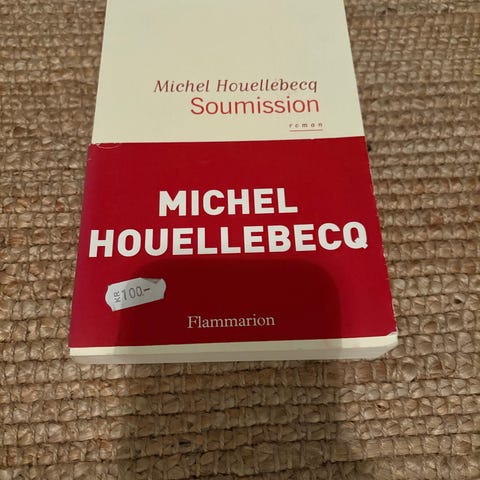 Michel Houellebecq
Soumission
roman
MICHEL
HOUELLEBECQ
KR 100.-
Flammarion